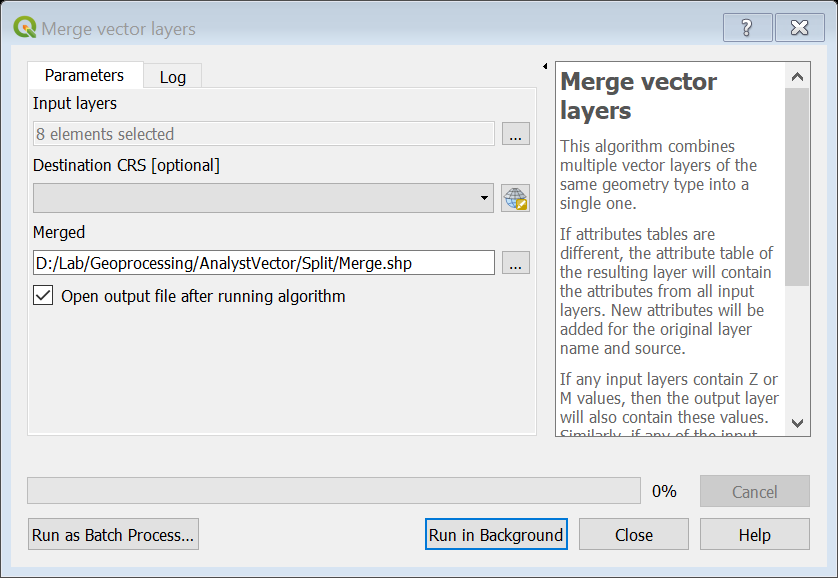 Merge vector layers
Parameters
Log
Input layers
8 elements selected
...
Destination CRS [optional]
Merged
D:/Lab/Geoprocessing/AnalystVector/Split/Merge.shp
...
Open output file after running algorithm
Merge vector
layers
This algorithm combines
multiple vector layers of the
same geometry type into a
single one.
If attributes tables are
different, the attribute table of
the resulting layer will contain
the attributes from all input
layers. New attributes will be
added for the original layer
name and source.
If any input layers contain Z or
M values, then the output layer
will also contain these values.
Similarly, if any of the input
0%
Cancel
Run as Batch Process...
Run in Background
Close
Help